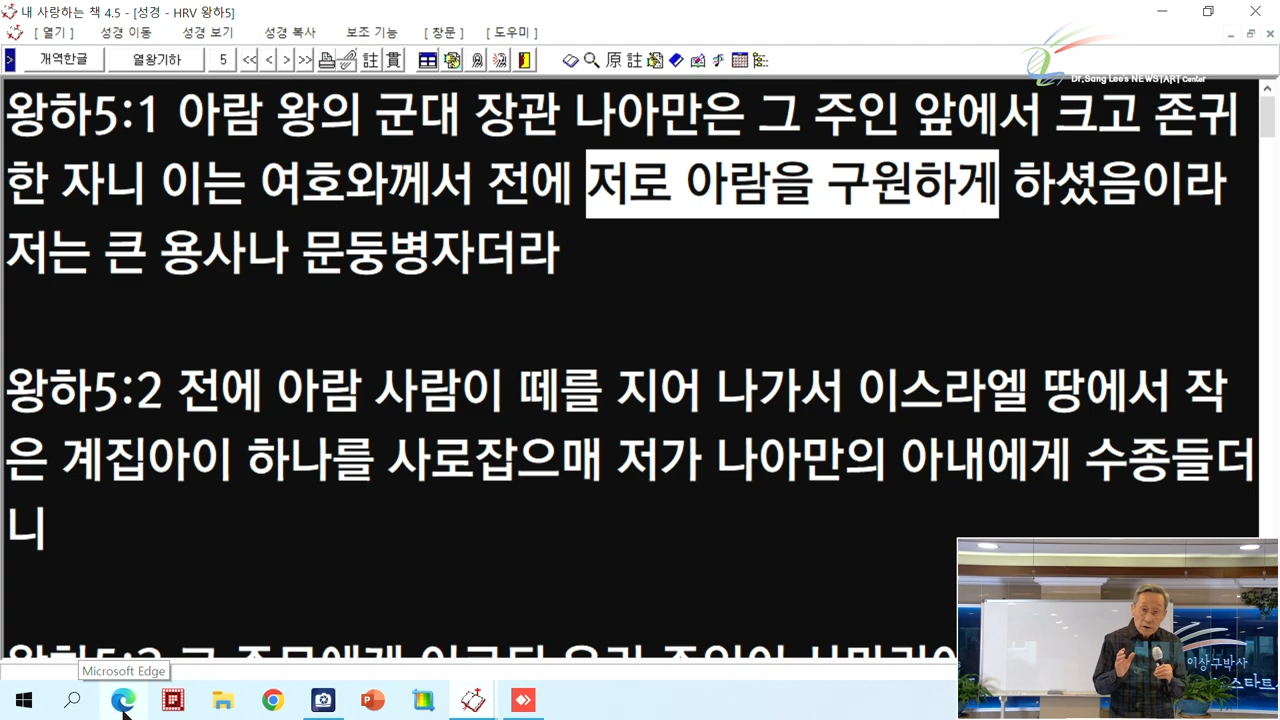 내 사랑하는 책 4.5 - [성경 - HRV 왕하5]
[ 열기 ] 성경 이동 성경 보기 성경 복사 보조 기능 [ 창문 ] [ 도우미 ]
개역한글 열왕기하 5 << < > >> 註 貫 原 註
Dr.Sang Lee's NEWSTART Center
왕하5:1 아람 왕의 군대 장관 나아만은 그 주인 앞에서 크고 존귀
한 자니 이는 여호와께서 전에 저로 아람을 구원하게 하셨음이라
저는 큰 용사나 문둥병자더라
왕하5:2 전에 아람 사람이 떼를 지어 나가서 이스라엘 땅에서 작
은 계집아이 하나를 사로잡으매 저가 나아만의 아내에게 수종들더
니
Microsoft Edge
이상구박사
스타트